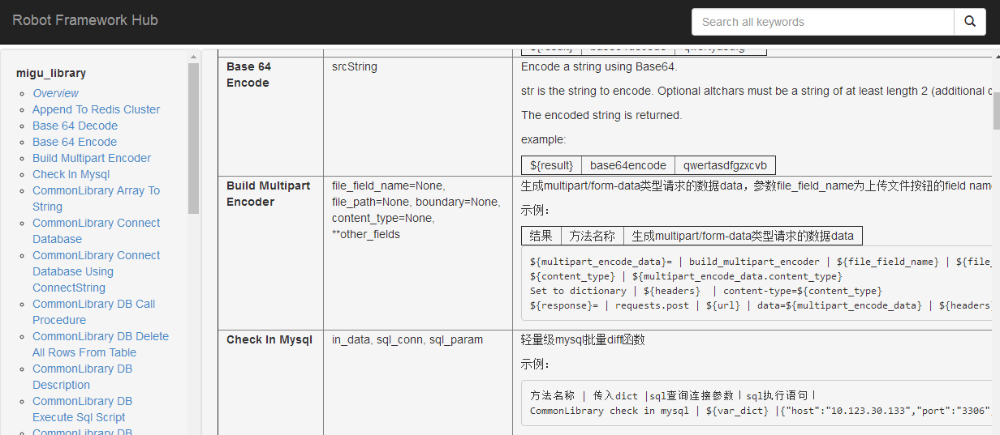 Robot Framework Hub
Search all keywords
migu_library
Overview
Append To Redis Cluster
Base 64 Decode
Base 64 Encode
Build Multipart Encoder
Check In Mysql
CommonLibrary Array To
String
CommonLibrary Connect
Database
CommonLibrary Connect
Database Using
ConnectString
CommonLibrary DB Call
Procedure
CommonLibrary DB Delete
All Rows From Table
CommonLibrary DB
Description
CommonLibrary DB
Execute Sql Script
CommonLibrary DB
Base 64
Encode
srcString
Encode a string using Base64.
str is the string to encode. Optional altchars must be a string of at least length 2 (additional c
The encoded string is returned.
example:
${result} base64encode qwertasdfgzxcvb
Build Multipart
Encoder
file_field_name=None,
file_path=None, boundary=None,
content_type=None,
**other_fields
生成multipart/form-data类型请求的数据data，参数file_field_name为上传文件按钮的field name
示例：
结果 方法名称 生成multipart/form-data类型请求的数据data
${multipart_encode_data}= | build_multipart_encoder | ${file_field_name} | ${file_
${content_type} | ${multipart_encode_data.content_type}
Set to dictionary | ${headers}  | content-type=${content_type}
${response}= | requests.post | ${url} | data=${multipart_encode_data} | ${headers}
Check In Mysql
in_data, sql_conn, sql_param
轻量级mysql批量diff函数
示例：
方法名称 | 传入dict |sql查询连接参数｜sql执行语句｜
CommonLibrary check in mysql | ${var_dict} |{"host":"10.123.30.133","port":"3306",